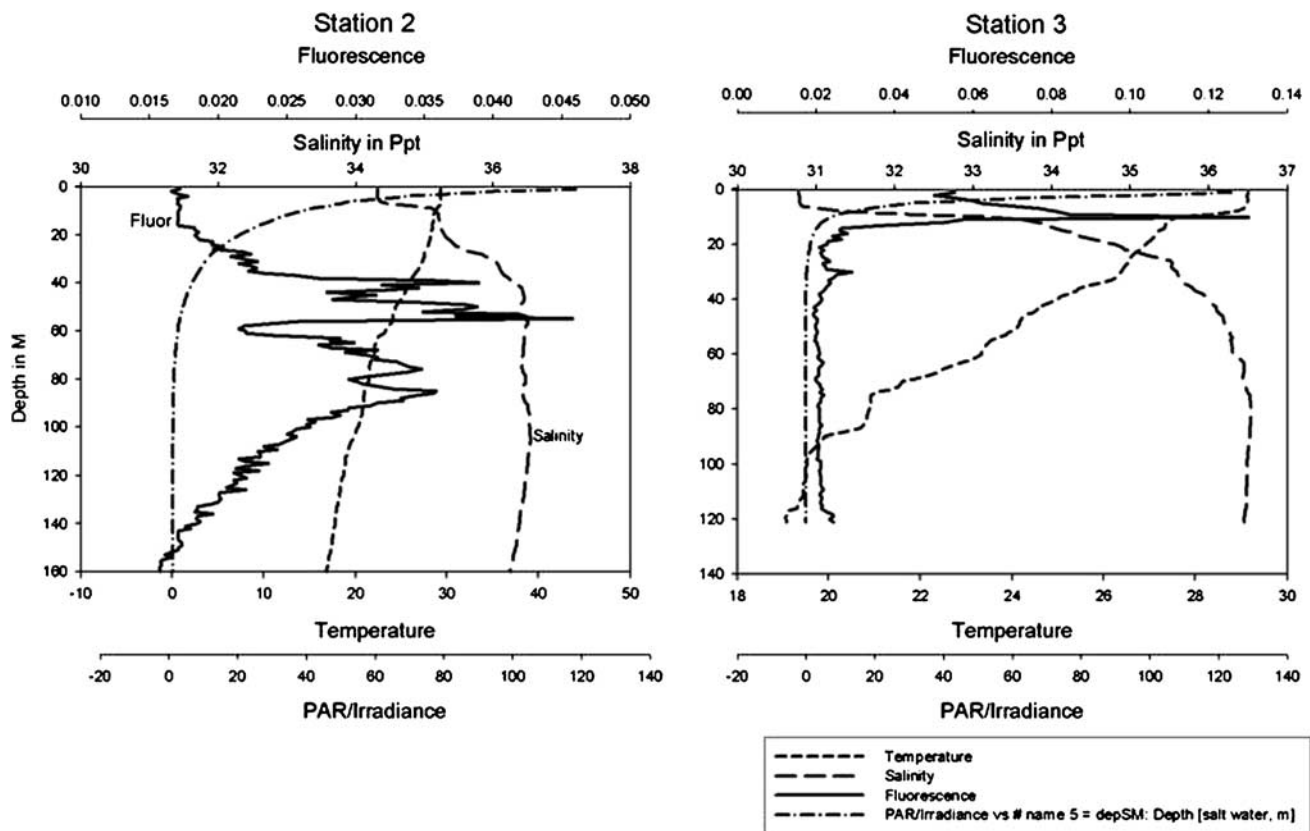 Station 2
Fluorescence
0.010 0.015 0.020 0.025 0.030 0.035 0.040 0.045 0.050
Salinity in Ppt
30 32 34 36 38
Depth in M
0
20
40
60
80
100
120
140
160
Fluor
Salinity
-10 0 10 20 30 40 50
Temperature
-20 0 20 40 60 80 100 120 140
PAR/Irradiance
Station 3
Fluorescence
0.00 0.02 0.04 0.06 0.08 0.10 0.12 0.14
Salinity in Ppt
30 31 32 33 34 35 36 37
0
20
40
60
80
100
120
140
18 20 22 24 26 28 30
Temperature
-20 0 20 40 60 80 100 120 140
PAR/Irradiance
Temperature
Salinity
Fluorescence
PAR/Irradiance vs # name 5 = depSM: Depth [salt water, m]